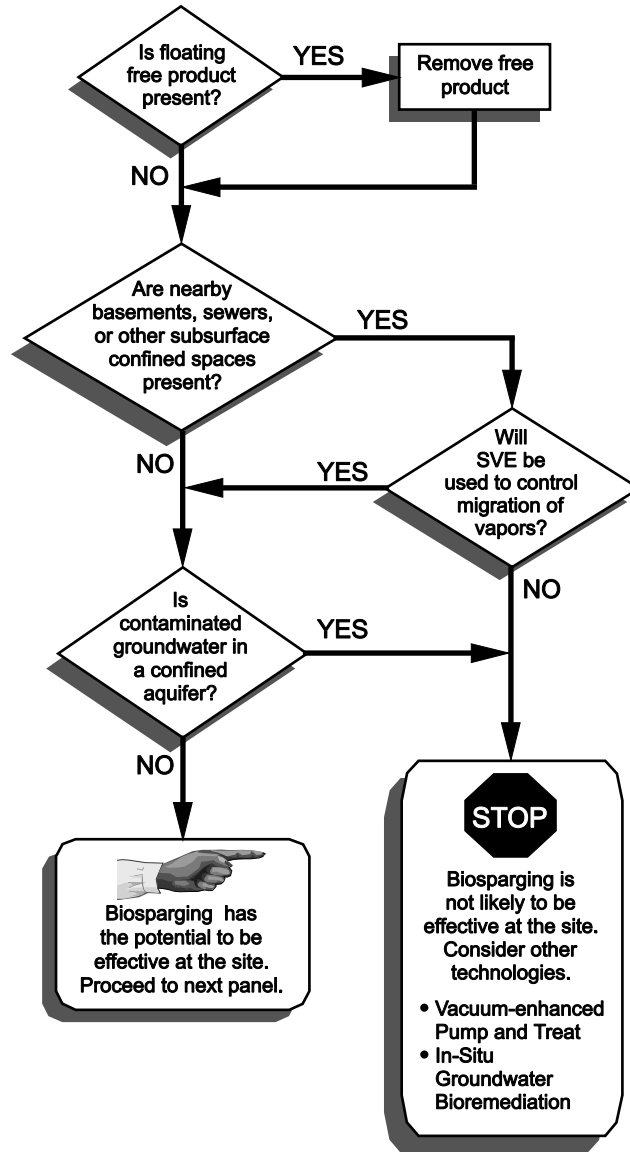 Is floating
free product
present?
YES
Remove free
product
NO
Are nearby
basements, sewers,
or other subsurface
confined spaces
present?
YES
NO
Will
SVE be
used to control
migration of
vapors?
YES
NO
Is
contaminated
groundwater in
a confined
aquifer?
YES
NO
Biosparging has
the potential to be
effective at the site.
Proceed to next panel.
STOP
Biosparging is
not likely to be
effective at the site.
Consider other
technologies.
• Vacuum-enhanced
Pump and Treat
• In-Situ
Groundwater
Bioremediation